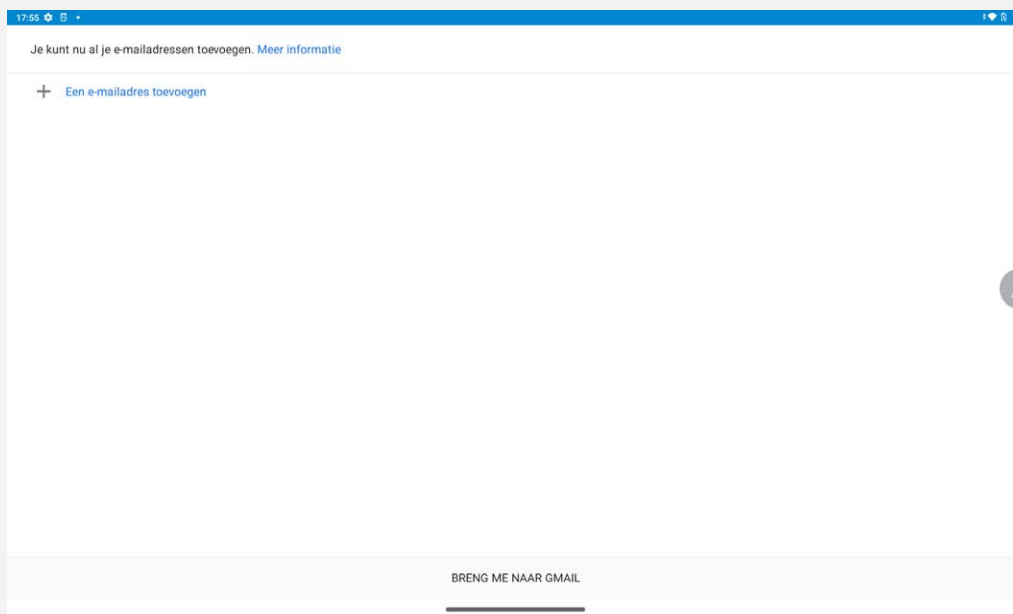 17:55
Je kunt nu al je e-mailadressen toevoegen. Meer informatie
Een e-mailadres toevoegen
BRENG ME NAAR GMAIL